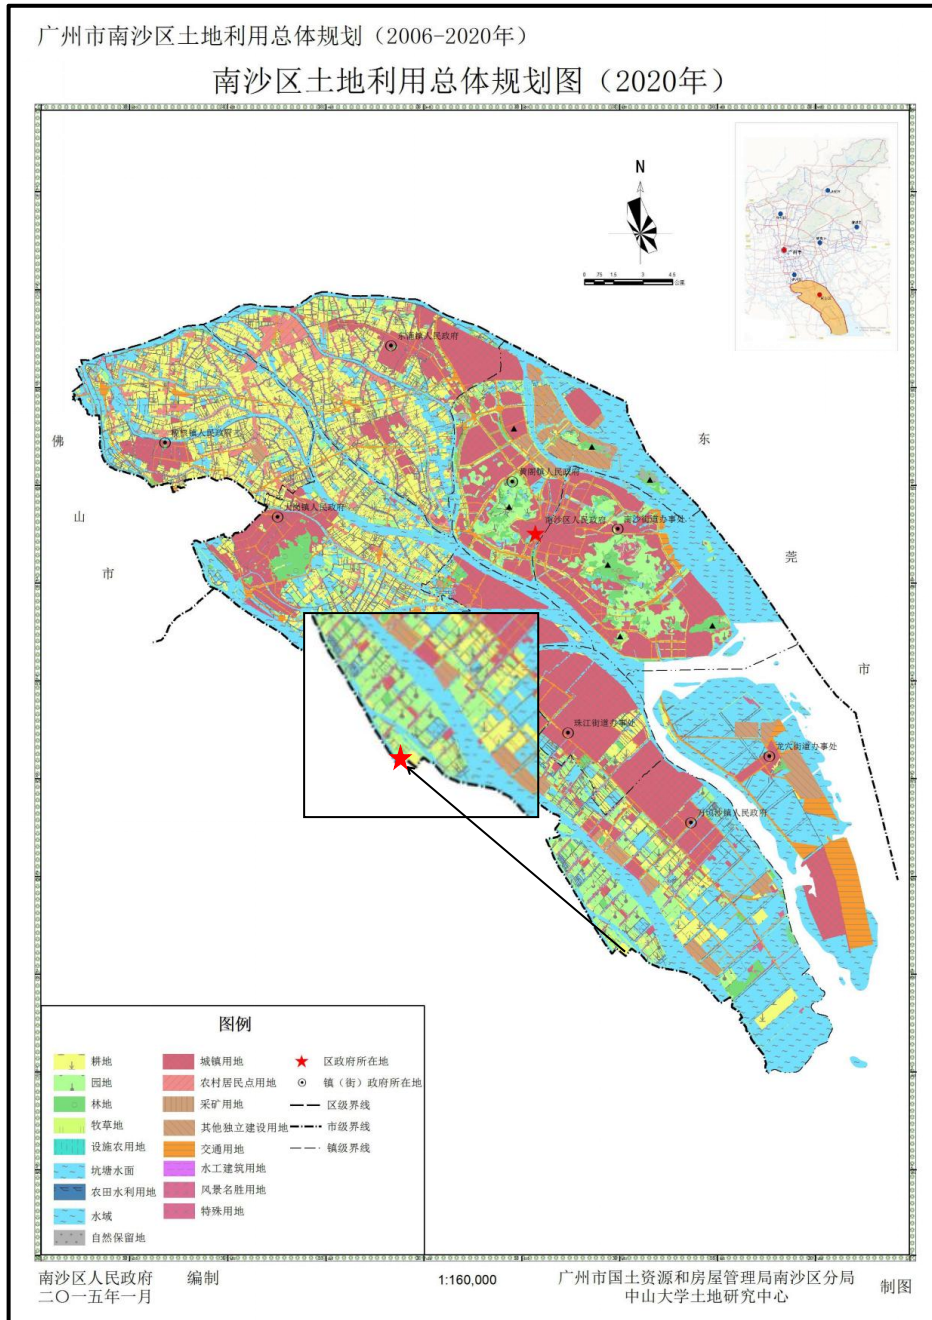 广州市南沙区土地利用总体规划（2006-2020年）
南沙区土地利用总体规划图（2020年）
N
0 .75 1.5 3 4.5
公里
东涌镇人民政府
榄核镇人民政府
大岗镇人民政府
黄阁镇人民政府
南沙区人民政府
南沙街道办事处
珠江街道办事处
龙穴街道办事处
万顷沙镇人民政府
佛
山
市
东
莞
市
图例
耕地
园地
林地
牧草地
设施农用地
坑塘水面
农田水利用地
水域
自然保留地
城镇用地
农村居民点用地
采矿用地
其他独立建设用地
交通用地
水工建筑用地
风景名胜用地
特殊用地
区政府所在地
镇（街）政府所在地
区级界线
市级界线
镇级界线
南沙区人民政府 编制
二〇一五年一月
1:160,000
广州市国土资源和房屋管理局南沙区分局
中山大学土地研究中心
制图